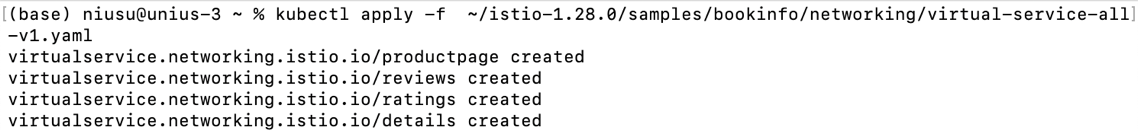 [(base) niusu@unius-3 ~ % kubectl apply -f  ~/istio-1.28.0/samples/bookinfo/networking/virtual-service-all]
-v1.yaml
virtualservice.networking.istio.io/productpage created
virtualservice.networking.istio.io/reviews created
virtualservice.networking.istio.io/ratings created
virtualservice.networking.istio.io/details created